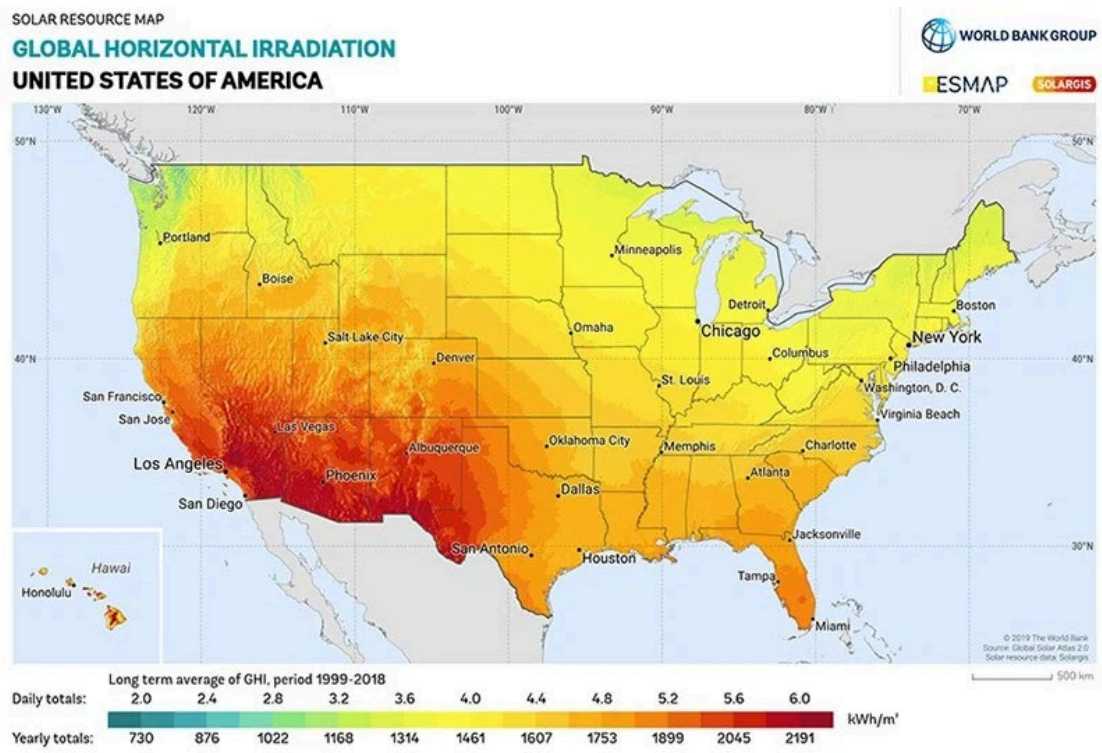 SOLAR RESOURCE MAP
GLOBAL HORIZONTAL IRRADIATION
UNITED STATES OF AMERICA
WORLD BANK GROUP
ESMAP
SOLARGIS
130°W 120°W 110°W 100°W 90°W 80°W 70°W
50°N 50°N
Portland
Minneapolis
Boise
Boston
Detroit
Chicago
Omaha
Salt Lake City
New York
Columbus
Denver
40°N 40°N
Philadelphia
St. Louis
Washington, D. C.
San Francisco
Virginia Beach
San Jose
Las Vegas
Oklahoma City
Memphis
Charlotte
Albuquerque
Los Angeles
Atlanta
Phoenix
Dallas
San Diego
Jacksonville
San Antonio
30°N
Houston
Hawai
Tampa
Honolulu
Miami
© 2019 The World Bank
Source: Global Solar Atlas 2.0
Solar resource data: Solargis
500 km
Long term average of GHI, period 1999-2018
Daily totals: 2.0 2.4 2.8 3.2 3.6 4.0 4.4 4.8 5.2 5.6 6.0
kWh/m²
Yearly totals: 730 876 1022 1168 1314 1461 1607 1753 1899 2045 2191